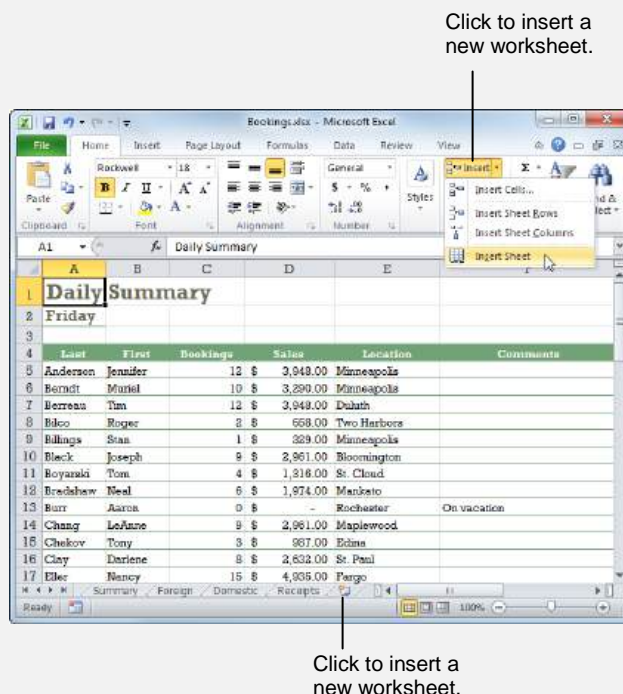 Click to insert a
new worksheet.
Bookings.xlsx - Microsoft Excel
File Home Insert Page Layout Formulas Data Review View
Rockwell 18 General Insert Σ
Paste B I U A A $ % , Styles
Clipboard Font Alignment Number
Insert Cells...
Insert Sheet Rows
Insert Sheet Columns
Insert Sheet
A1 fx Daily Summary
A B C D E
1 Daily Summary
2 Friday
3
4 Last First Bookings Sales Location Comments
5 Anderson Jennifer 12 $ 3,948.00 Minneapolis
6 Berndt Muriel 10 $ 3,290.00 Minneapolis
7 Berreau Tim 12 $ 3,948.00 Duluth
8 Bilco Roger 2 $ 658.00 Two Harbors
9 Billings Stan 1 $ 329.00 Minneapolis
10 Black Joseph 9 $ 2,961.00 Bloomington
11 Boyarski Tom 4 $ 1,316.00 St. Cloud
12 Bradshaw Neal 6 $ 1,974.00 Mankato
13 Burr Aaron 0 $ - Rochester On vacation
14 Chang LeAnne 9 $ 2,961.00 Maplewood
15 Chekov Tony 3 $ 987.00 Edina
16 Clay Darlene 8 $ 2,632.00 St. Paul
17 Eller Nancy 15 $ 4,935.00 Fargo
Summary Foreign Domestic Receipts
Ready 100%
Click to insert a
new worksheet.